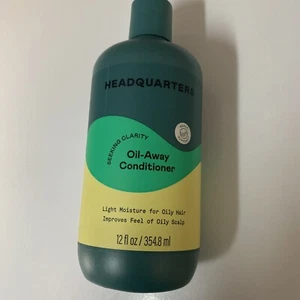 HEADQUARTERS
SEEKING CLARITY
Oil-Away
Conditioner
Light Moisture for Oily Hair
Improves Feel of Oily Scalp
12 fl oz / 354.8 ml